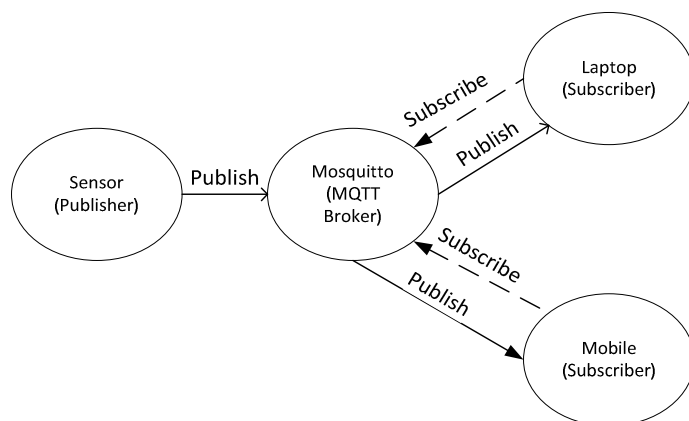 Laptop
(Subscriber)
Subscribe
Publish
Sensor
(Publisher)
Publish
Mosquitto
(MQTT
Broker)
Subscribe
Publish
Mobile
(Subscriber)